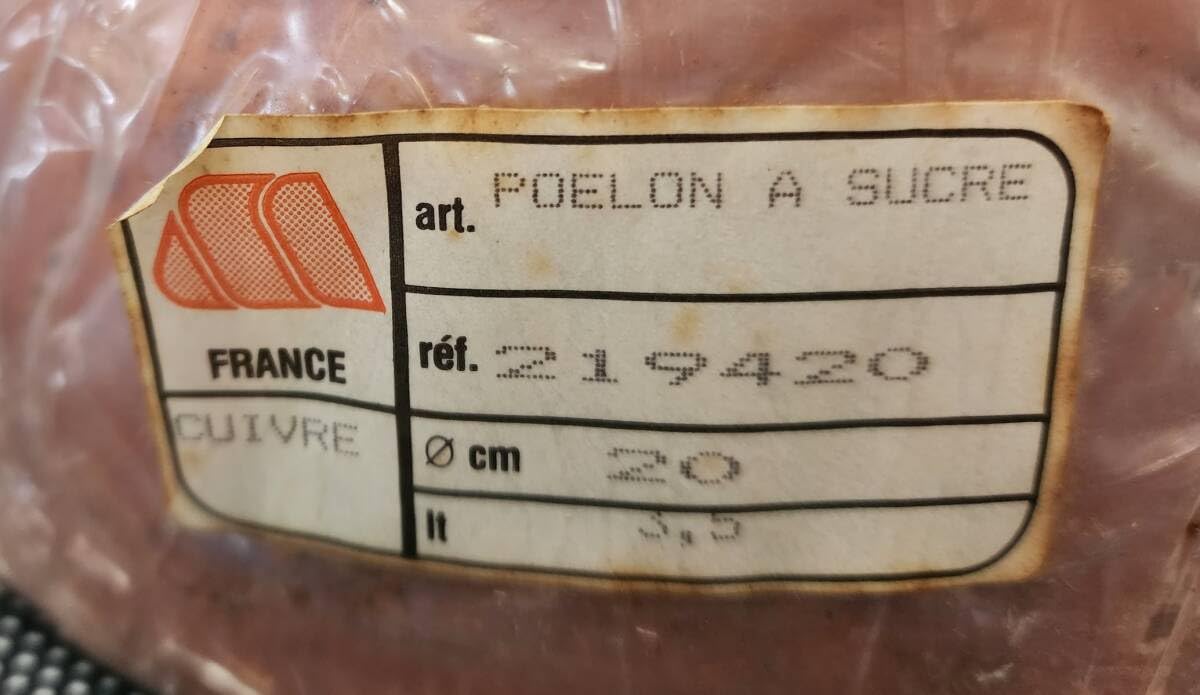 art. POELON A SUCRE
FRANCE
réf. 219420
CUIVRE
Ø cm 20
lt 3,5